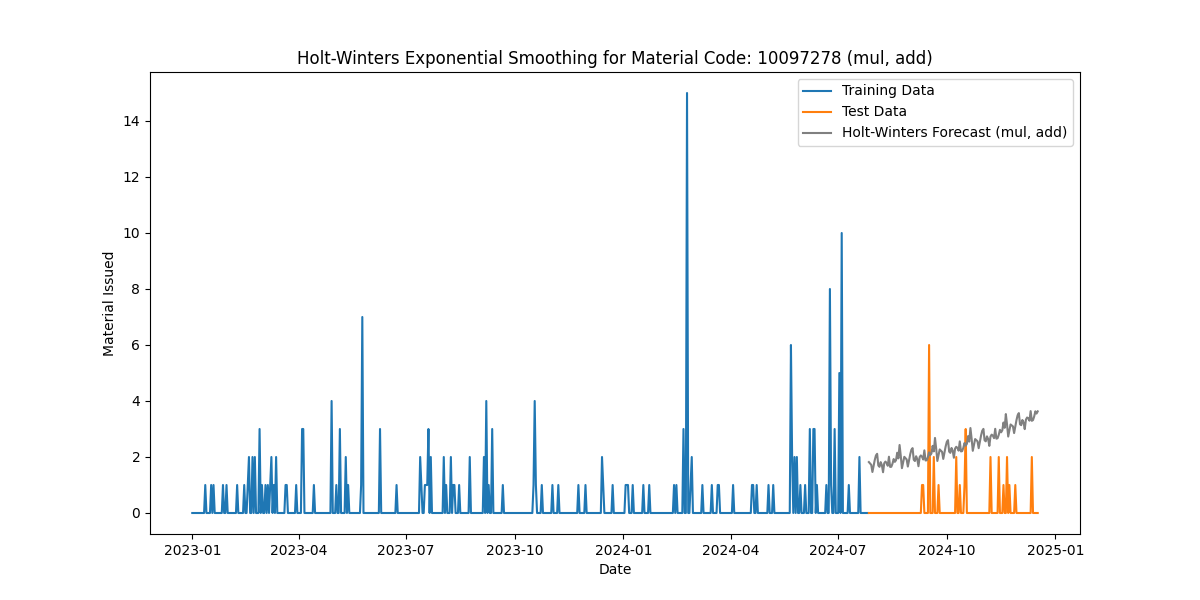 Holt-Winters Exponential Smoothing for Material Code: 10097278 (mul, add)
Training Data
Test Data
Holt-Winters Forecast (mul, add)
Material Issued
14
12
10
8
6
4
2
0
2023-01 2023-04 2023-07 2023-10 2024-01 2024-04 2024-07 2024-10 2025-01
Date